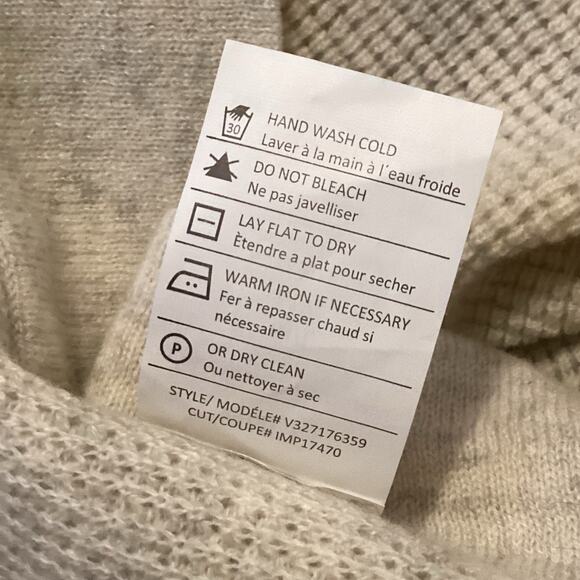 30
HAND WASH COLD
Laver à la main à l´eau froide
DO NOT BLEACH
Ne pas javelliser
LAY FLAT TO DRY
Ètendre a plat pour secher
WARM IRON IF NECESSARY
Fer à repasser chaud si
nécessaire
P
OR DRY CLEAN
Ou nettoyer à sec
STYLE/ MODÉLE# V327176359
CUT/COUPE# IMP17470